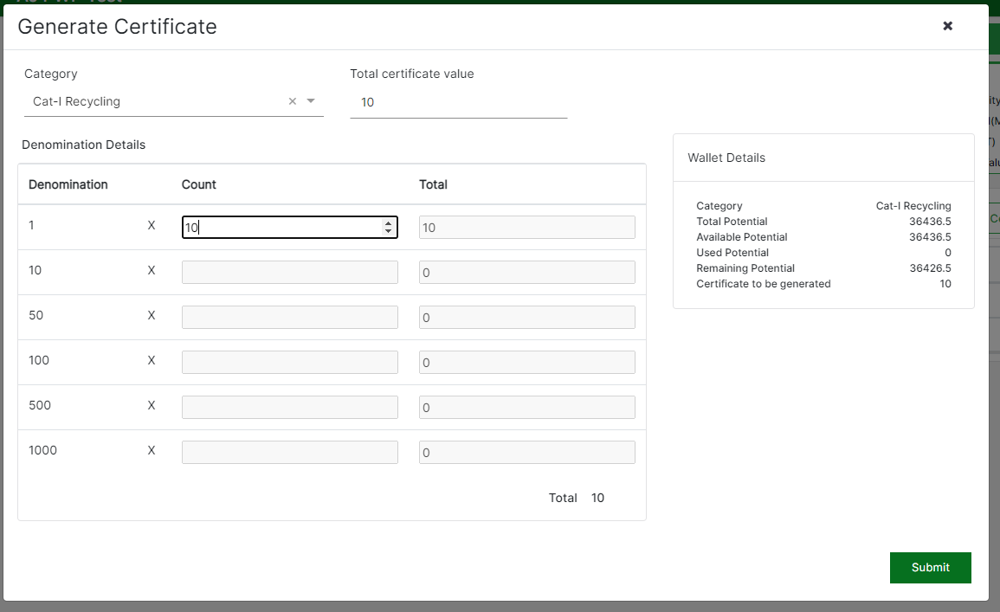 Generate Certificate ✖
Category Total certificate value
Cat-I Recycling × 10
Denomination Details
Wallet Details
Denomination Count Total
Category Cat-I Recycling
Total Potential 36436.5
Available Potential 36436.5
Used Potential 0
Remaining Potential 36426.5
Certificate to be generated 10
1 X 10 10
10 X 0
50 X 0
100 X 0
500 X 0
1000 X 0
Total 10
Submit